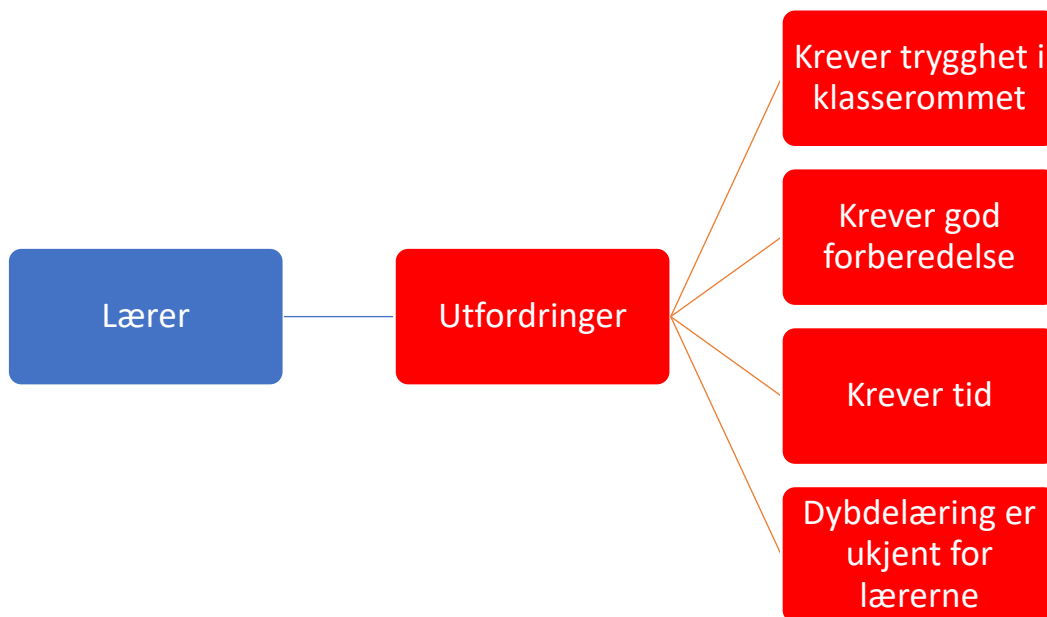 Lærer
Utfordringer
Krever trygghet i
klasserommet
Krever god
forberedelse
Krever tid
Dybdelæring er
ukjent for
lærerne